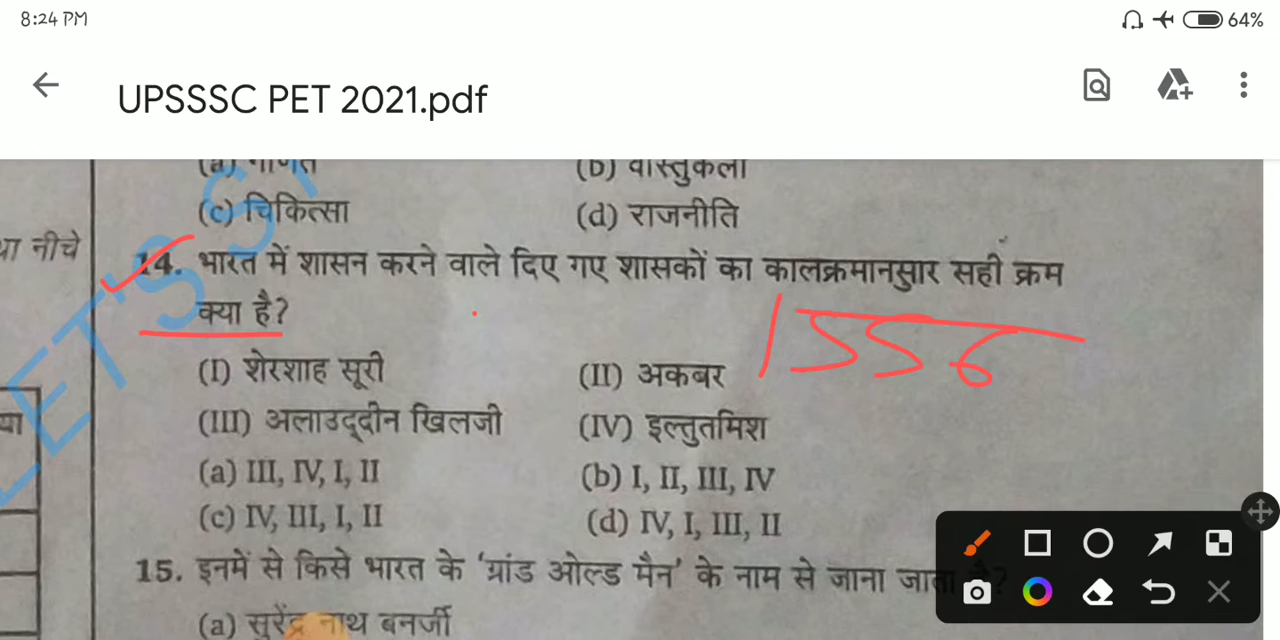 8:24 PM 64%
UPSSSC PET 2021.pdf
(a) गणित (b) वास्तुकला
(c) चिकित्सा (d) राजनीति
था नीचे
14. भारत में शासन करने वाले दिए गए शासकों का कालक्रमानुसार सही क्रम
क्या है?
1556
(I) शेरशाह सूरी (II) अकबर
(III) अलाउद्दीन खिलजी (IV) इल्तुतमिश
(a) III, IV, I, II (b) I, II, III, IV
(c) IV, III, I, II (d) IV, I, III, II
15. इनमें से किसे भारत के 'ग्रांड ओल्ड मैन' के नाम से जाना जाता है?
(a) सुरेंद्र नाथ बनर्जी